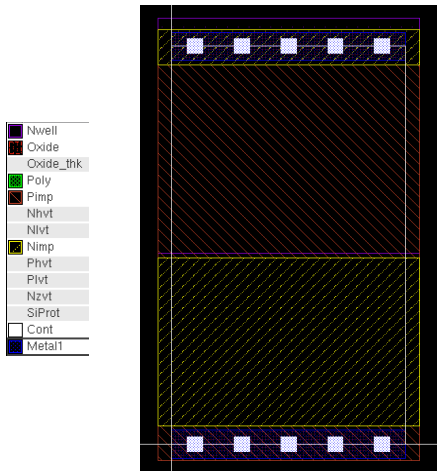 Nwell
Oxide
Oxide_thk
Poly
Pimp
Nhvt
Nlvt
Nimp
Phvt
Plvt
Nzvt
SiProt
Cont
Metal1